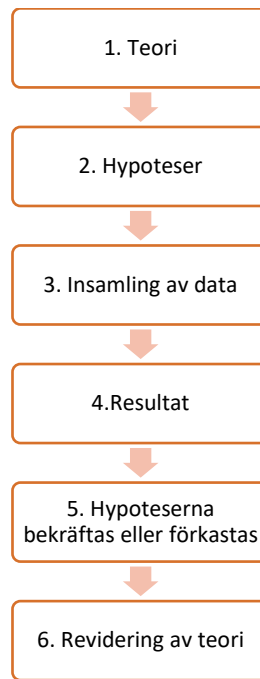 1. Teori
2. Hypoteser
3. Insamling av data
4.Resultat
5. Hypoteserna
bekräftas eller förkastas
6. Revidering av teori